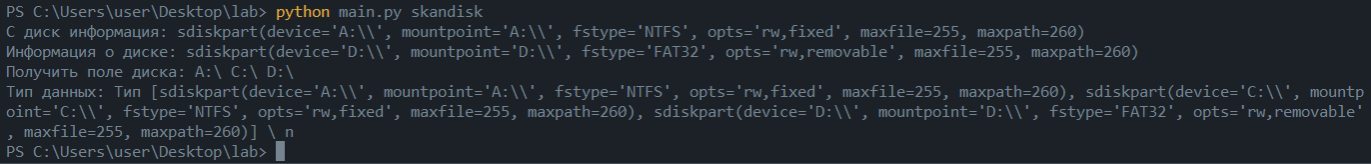 PS C:\Users\user\Desktop\lab> python main.py skandisk
С диск информация: sdiskpart(device='A:\\', mountpoint='A:\\', fstype='NTFS', opts='rw,fixed', maxfile=255, maxpath=260)
Информация о диске: sdiskpart(device='D:\\', mountpoint='D:\\', fstype='FAT32', opts='rw,removable', maxfile=255, maxpath=260)
Получить поле диска: A:\ C:\ D:\
Тип данных: Тип [sdiskpart(device='A:\\', mountpoint='A:\\', fstype='NTFS', opts='rw,fixed', maxfile=255, maxpath=260), sdiskpart(device='C:\\', mountp
oint='C:\\', fstype='NTFS', opts='rw,fixed', maxfile=255, maxpath=260), sdiskpart(device='D:\\', mountpoint='D:\\', fstype='FAT32', opts='rw,removable'
, maxfile=255, maxpath=260)] \ n
PS C:\Users\user\Desktop\lab>